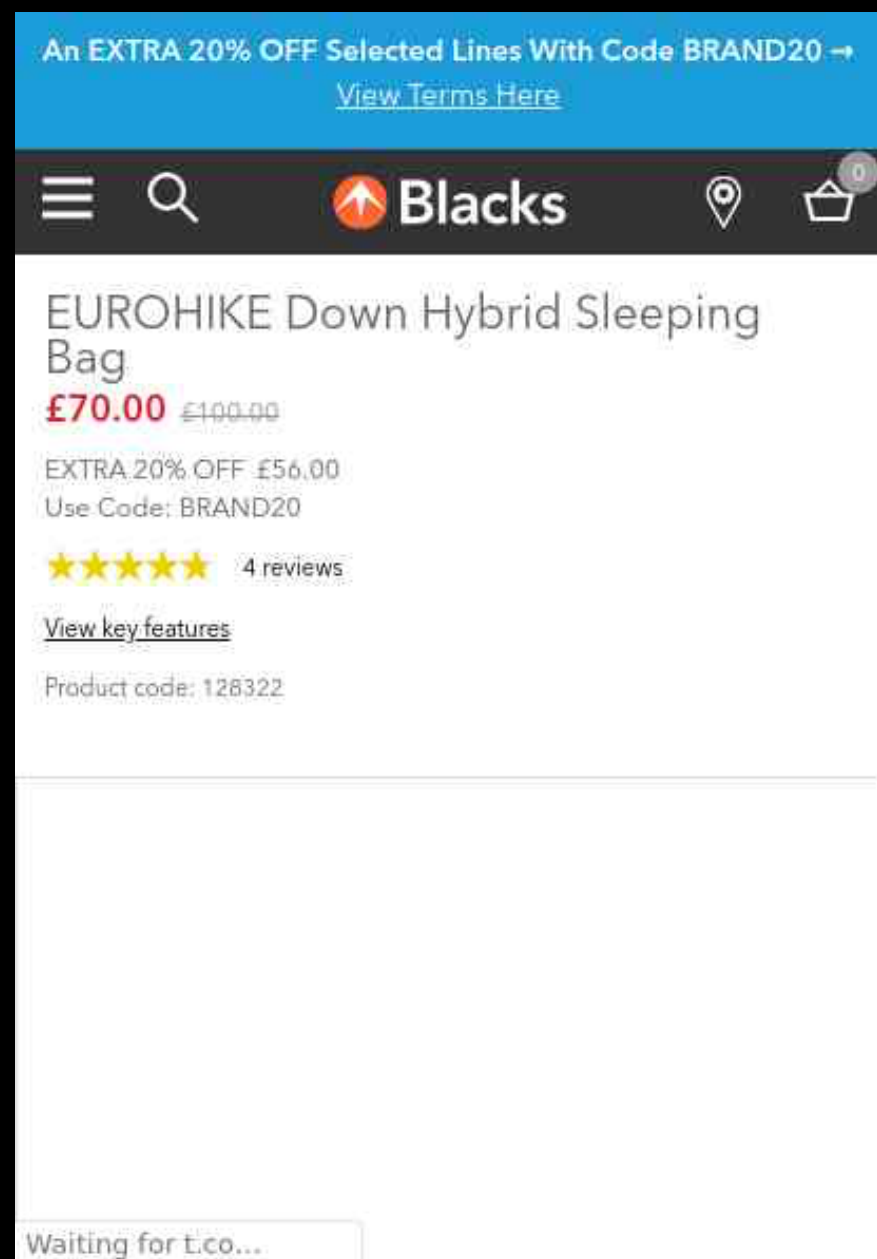 An EXTRA 20% OFF Selected Lines With Code BRAND20 →
View Terms Here
Blacks
0
EUROHIKE Down Hybrid Sleeping
Bag
£70.00 £100.00
EXTRA 20% OFF £56.00
Use Code: BRAND20
4 reviews
View key features
Product code: 128322
Waiting for t.co...